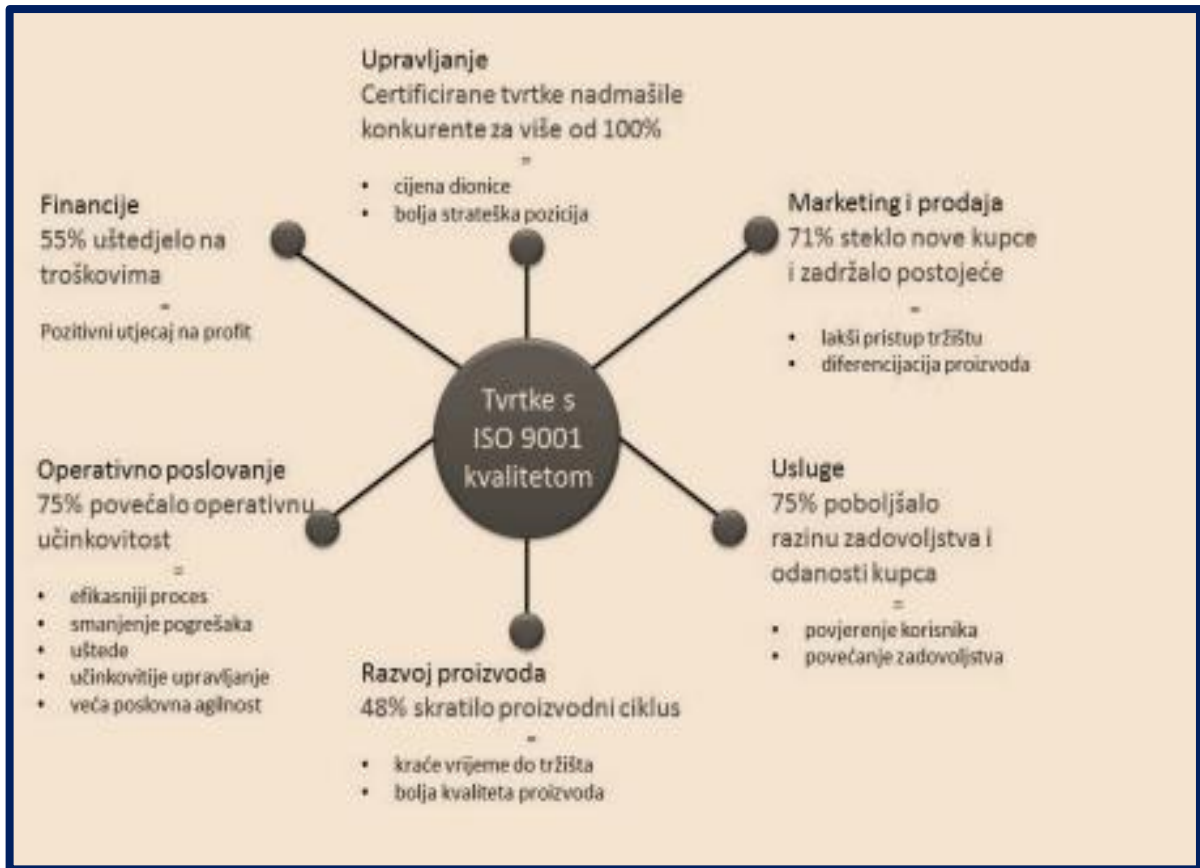 Upravljanje
Certificirane tvrtke nadmašile
konkurente za više od 100%
=
• cijena dionice
• bolja strateška pozicija
Financije
55% uštedjelo na
troškovima
=
Pozitivni utjecaj na profit
Marketing i prodaja
71% steklo nove kupce
i zadržalo postojeće
=
• lakši pristup tržištu
• diferencijacija proizvoda
Tvrtke s
ISO 9001
kvalitetom
Operativno poslovanje
75% povećalo operativnu
učinkovitost
=
• efikasniji proces
• smanjenje pogrešaka
• uštede
• učinkovitije upravljanje
• veća poslovna agilnost
Usluge
75% poboljšalo
razinu zadovoljstva i
odanosti kupca
=
• povjerenje korisnika
• povećanje zadovoljstva
Razvoj proizvoda
48% skratilo proizvodni ciklus
=
• kraće vrijeme do tržišta
• bolja kvaliteta proizvoda